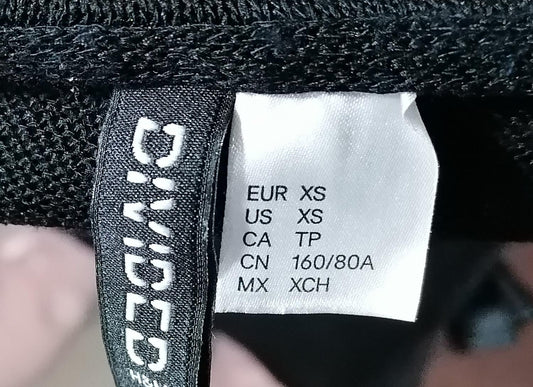 DIVIDED
H&M
EUR XS
US XS
CA TP
CN 160/80A
MX XCH